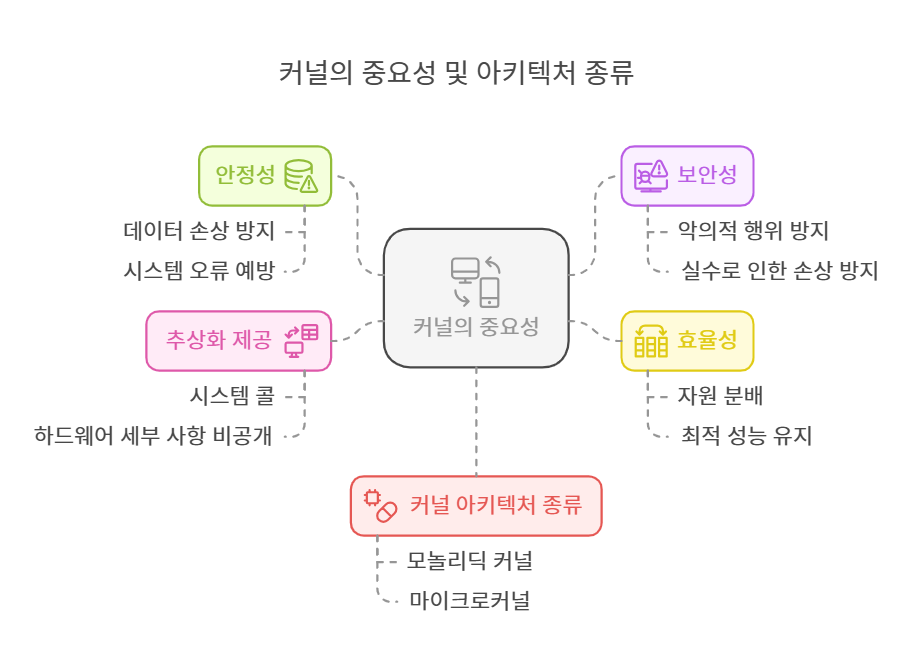 커널의 중요성 및 아키텍처 종류
안정성
데이터 손상 방지
시스템 오류 예방
보안성
악의적 행위 방지
실수로 인한 손상 방지
커널의 중요성
추상화 제공
시스템 콜
하드웨어 세부 사항 비공개
효율성
자원 분배
최적 성능 유지
커널 아키텍처 종류
모놀리딕 커널
마이크로커널